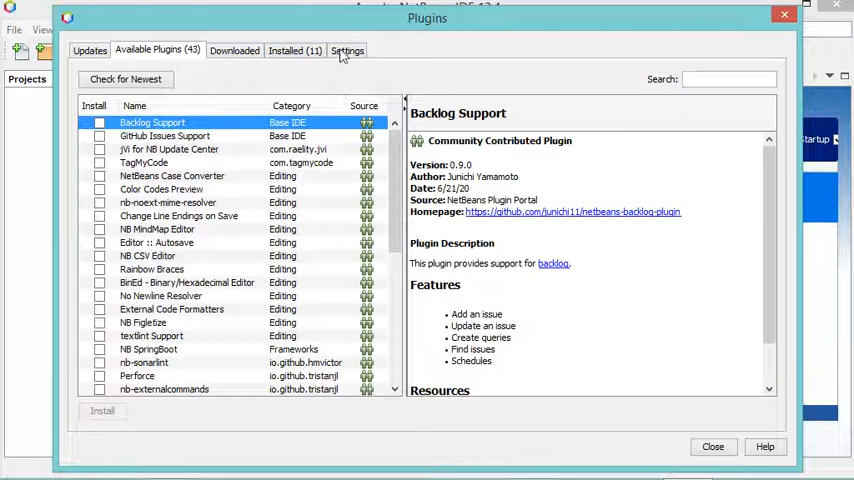 Plugins
File View
Projects
Startup
Updates Available Plugins (43) Downloaded Installed (11) Settings
Check for Newest
Search:
Install Name Category Source
Backlog Support Base IDE
GitHub Issues Support Base IDE
jVi for NB Update Center com.raelity.jvi
TagMyCode com.tagmycode
NetBeans Case Converter Editing
Color Codes Preview Editing
nb-noext-mime-resolver Editing
Change Line Endings on Save Editing
NB MindMap Editor Editing
Editor :: Autosave Editing
NB CSV Editor Editing
Rainbow Braces Editing
BinEd - Binary/Hexadecimal Editor Editing
No Newline Resolver Editing
External Code Formatters Editing
NB Figletize Editing
textlint Support Editing
NB SpringBoot Frameworks
nb-sonarlint io.github.hmvictor
Perforce io.github.tristanjl
nb-externalcommands io.github.tristanjl
Install
Backlog Support
Community Contributed Plugin
Version: 0.9.0
Author: Junichi Yamamoto
Date: 6/21/20
Source: NetBeans Plugin Portal
Homepage: https://github.com/junichi11/netbeans-backlog-plugin
Plugin Description
This plugin provides support for backlog.
Features
Add an issue
Update an issue
Create queries
Find issues
Schedules
Resources
Close Help